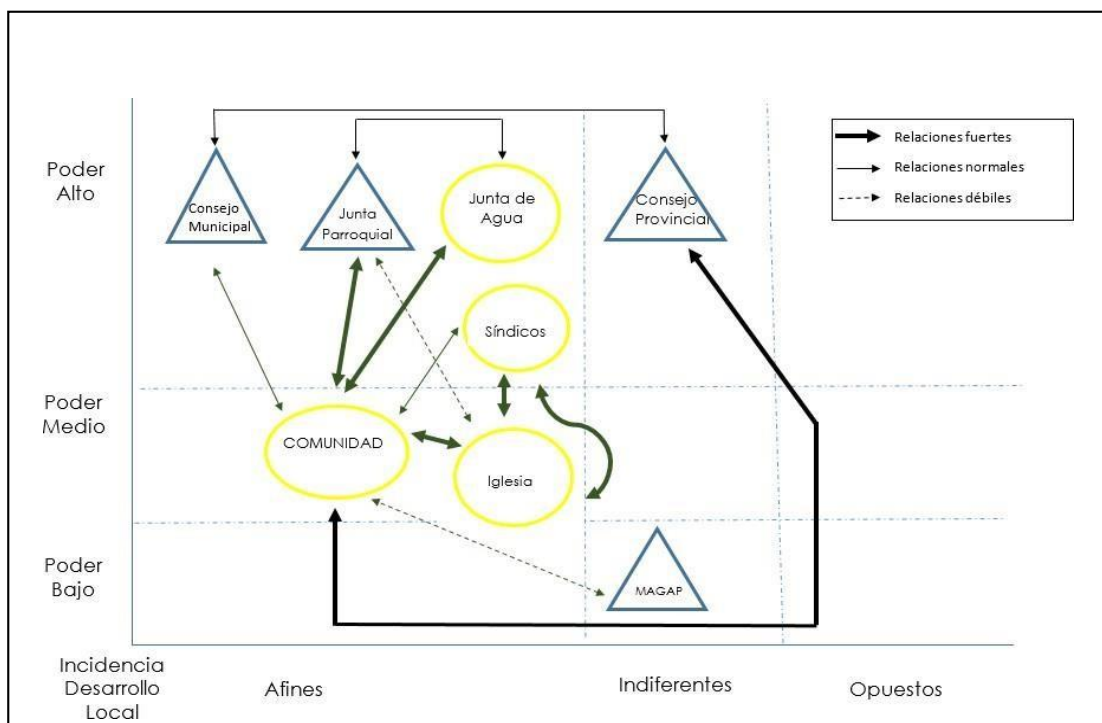 Relaciones fuertes
Relaciones normales
Relaciones débiles
Poder
Alto
Consejo
Municipal
Junta
Parroquial
Junta de
Agua
Consejo
Provincial
Síndicos
Poder
Medio
COMUNIDAD
Iglesia
Poder
Bajo
MAGAP
Incidencia
Desarrollo
Local
Afines
Indiferentes
Opuestos